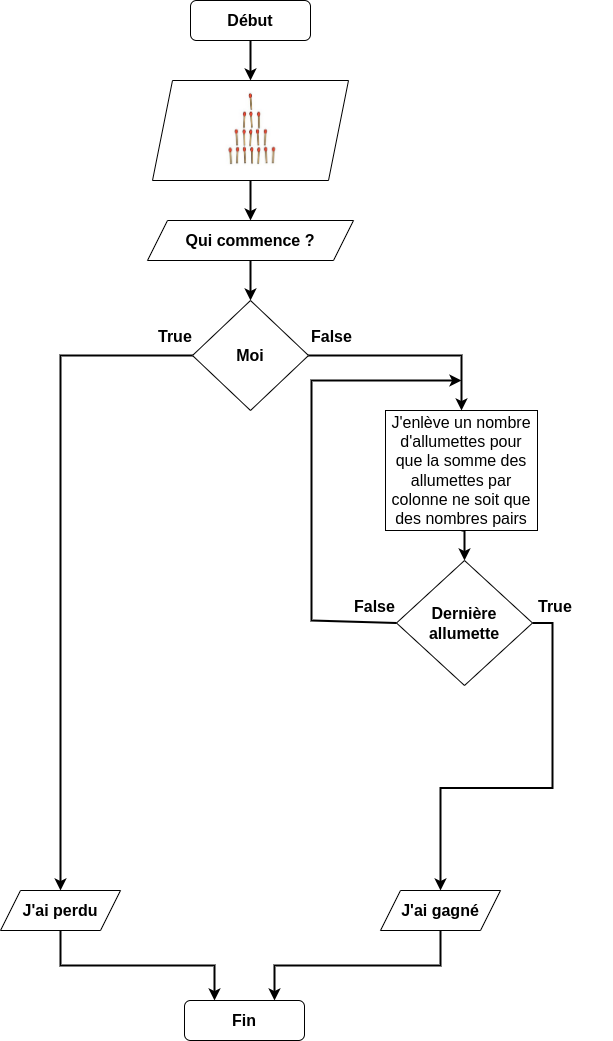 Début
Qui commence ?
True
False
Moi
J'enlève un nombre
d'allumettes pour
que la somme des
allumettes par
colonne ne soit que
des nombres pairs
False
True
Dernière
allumette
J'ai perdu
J'ai gagné
Fin